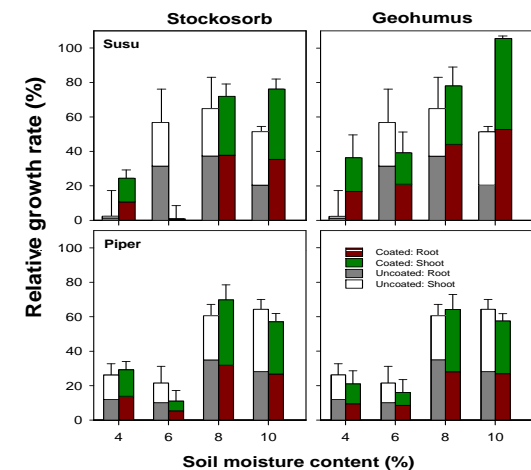 Stockosorb Geohumus
Relative growth rate (%)
Susu
100
80
60
40
20
0
Piper
100
80
60
40
20
0
Coated: Root
Coated: Shoot
Uncoated: Root
Uncoated: Shoot
4 6 8 10 4 6 8 10
Soil moisture content (%)